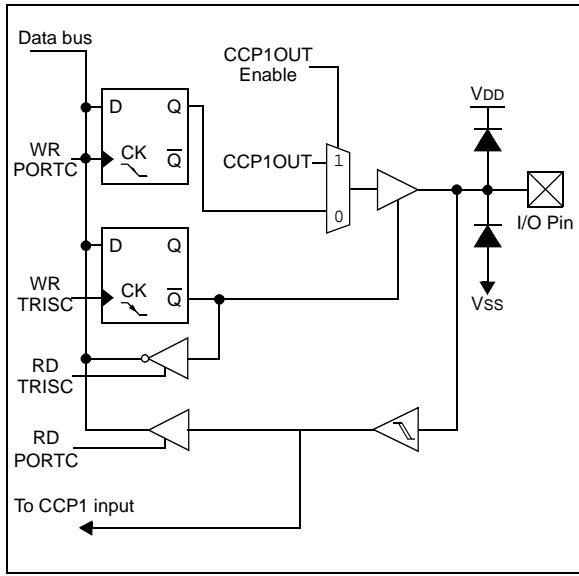 Data bus
CCP1OUT
Enable
VDD
D
Q
WR
PORTC
CK
Q
CCP1OUT
1
0
I/O Pin
D
Q
WR
TRISC
CK
Q
VSS
RD
TRISC
RD
PORTC
To CCP1 input